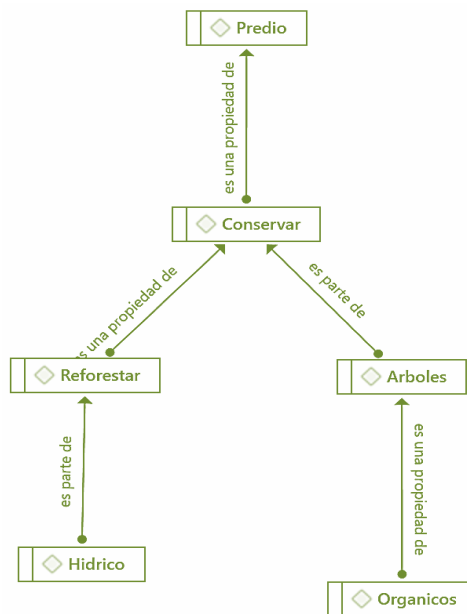 Predio
es una propiedad de
Conservar
es una propiedad de
es parte de
Reforestar
Arboles
es parte de
es una propiedad de
Hidrico
Organicos